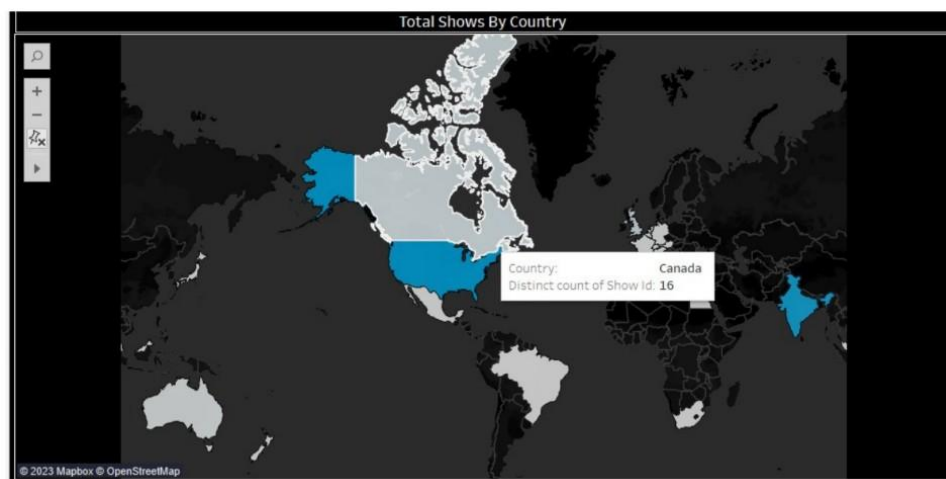 Total Shows By Country
Country: Canada
Distinct count of Show Id: 16
© 2023 Mapbox © OpenStreetMap